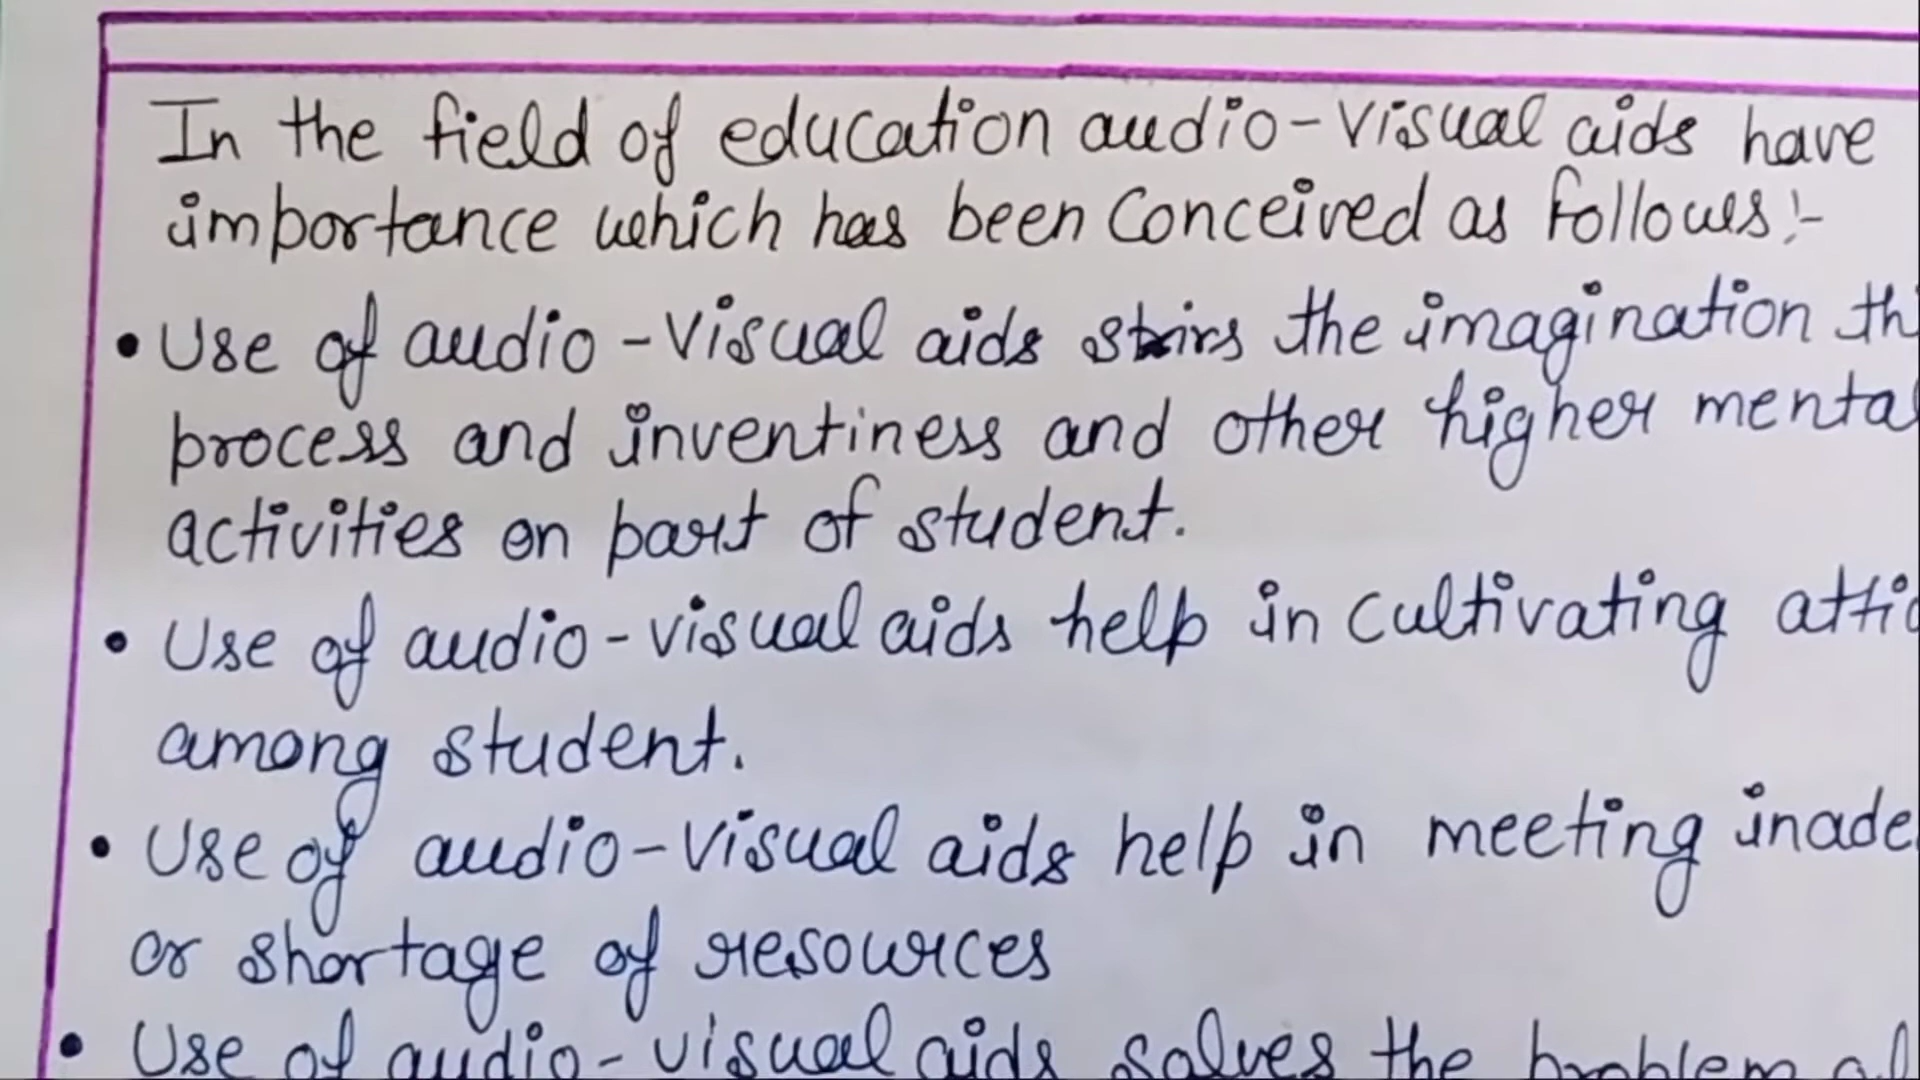 In the field of education audio-visual aids have
importance which has been conceived as follows:-
• Use of audio-visual aids stirs the imagination
process and inventiness and other higher mental
activities on part of student.
• Use of audio-visual aids help in cultivating
among student.
• Use of audio-visual aids help in meeting
or shortage of resources
• Use of audio-visual aids solves the problem